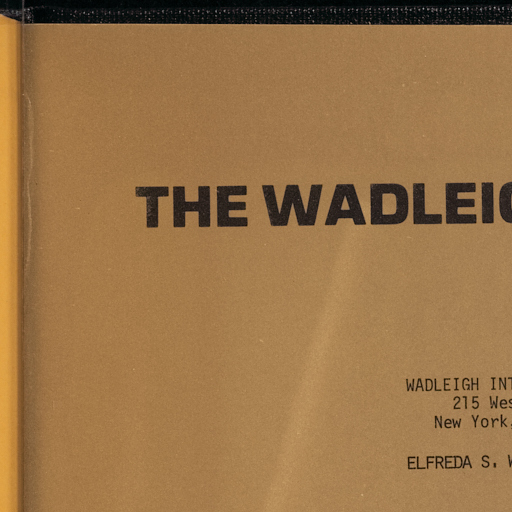 THE WADLEIG
WADLEIGH INT
215 Wes
New York,
ELFREDA S. W